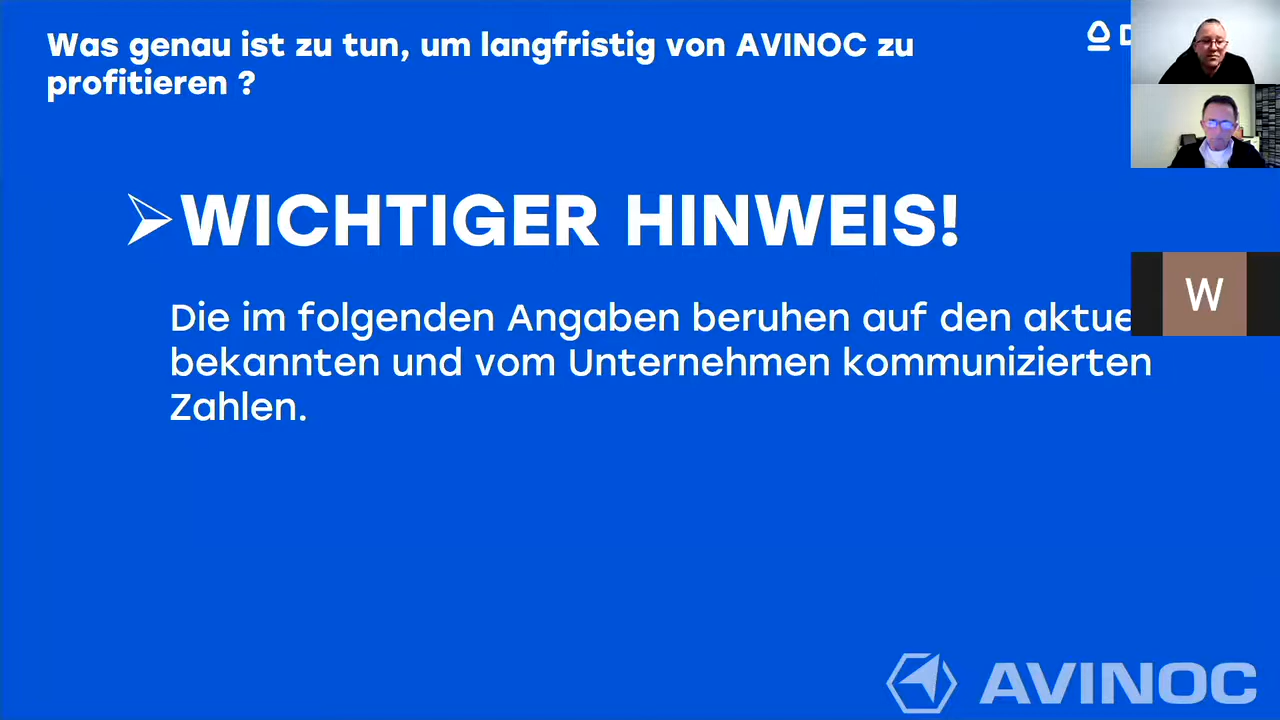 Was genau ist zu tun, um langfristig von AVINOC zu
profitieren ?
WICHTIGER HINWEIS!
Die im folgenden Angaben beruhen auf den
bekannten und vom Unternehmen kommunizierten
Zahlen.
W
AVINOC